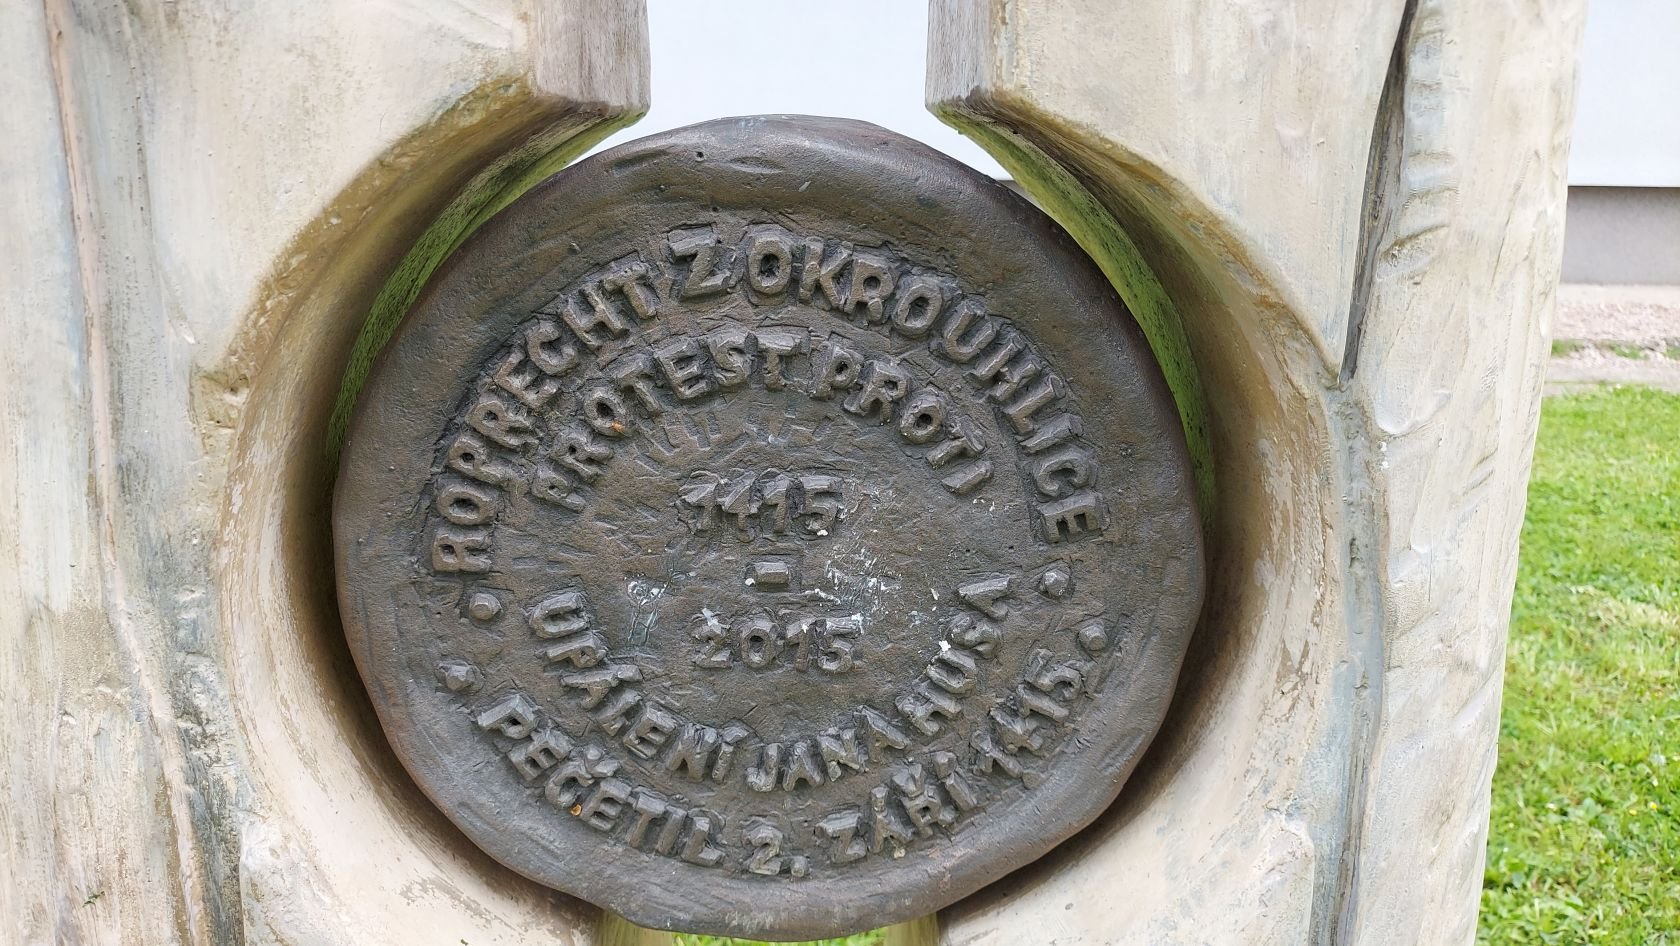 ROPRECHT Z OKROUHLICE
PROTEST PROTI
1415
-
2015
UPÁLENÍ JANA HUSA
PEČETIL 2. ZÁŘÍ 1415.